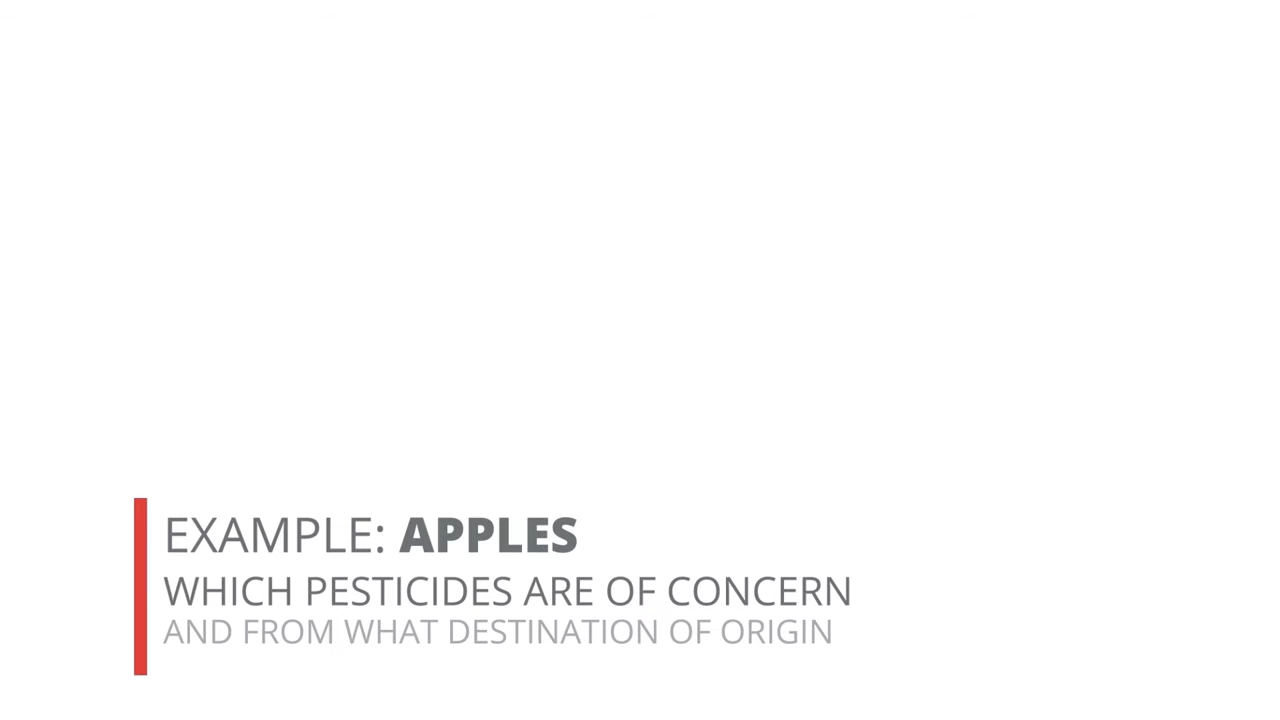 EXAMPLE: APPLES
WHICH PESTICIDES ARE OF CONCERN
AND FROM WHAT DESTINATION OF ORIGIN